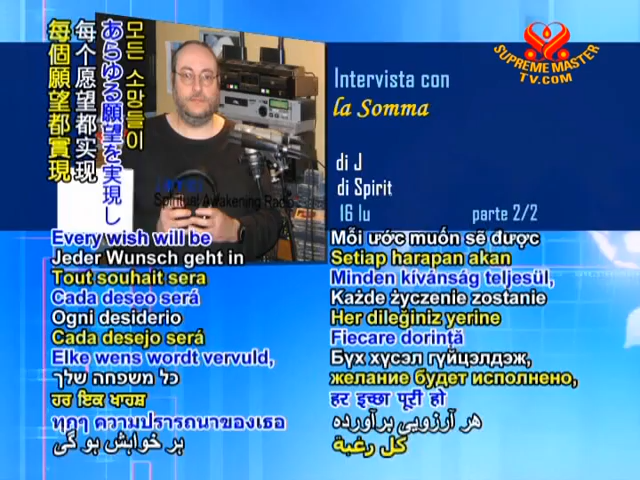 모든 소망들이
あらゆる願望を実現し
每个愿望都实现
每個願望都實現
SUPREME MASTER
TV.COM
Intervista con
la Somma
di J
di Spirit
16 lu
parte 2/2
Spiritual Awakening Radio
Every wish will be
Jeder Wunsch geht in
Tout souhait sera
Cada deseo será
Ogni desiderio
Cada desejo será
Elke wens wordt vervuld,
כל משפחה שלך
ਹਰ ਇਕ ਖਾਹਸ਼
ทุกๆ ความปรารถนาของเธอ
ہر خواہش ہو گی
Mỗi ước muốn sẽ được
Setiap harapan akan
Minden kívánság teljesül,
Każde życzenie zostanie
Her dileğiniz yerine
Fiecare dorință
Бүх хүсэл гүйцэлдэж,
желание будет исполнено,
हर इच्छा पूरी हो
هر آرزویی برآورده
كل رغبة